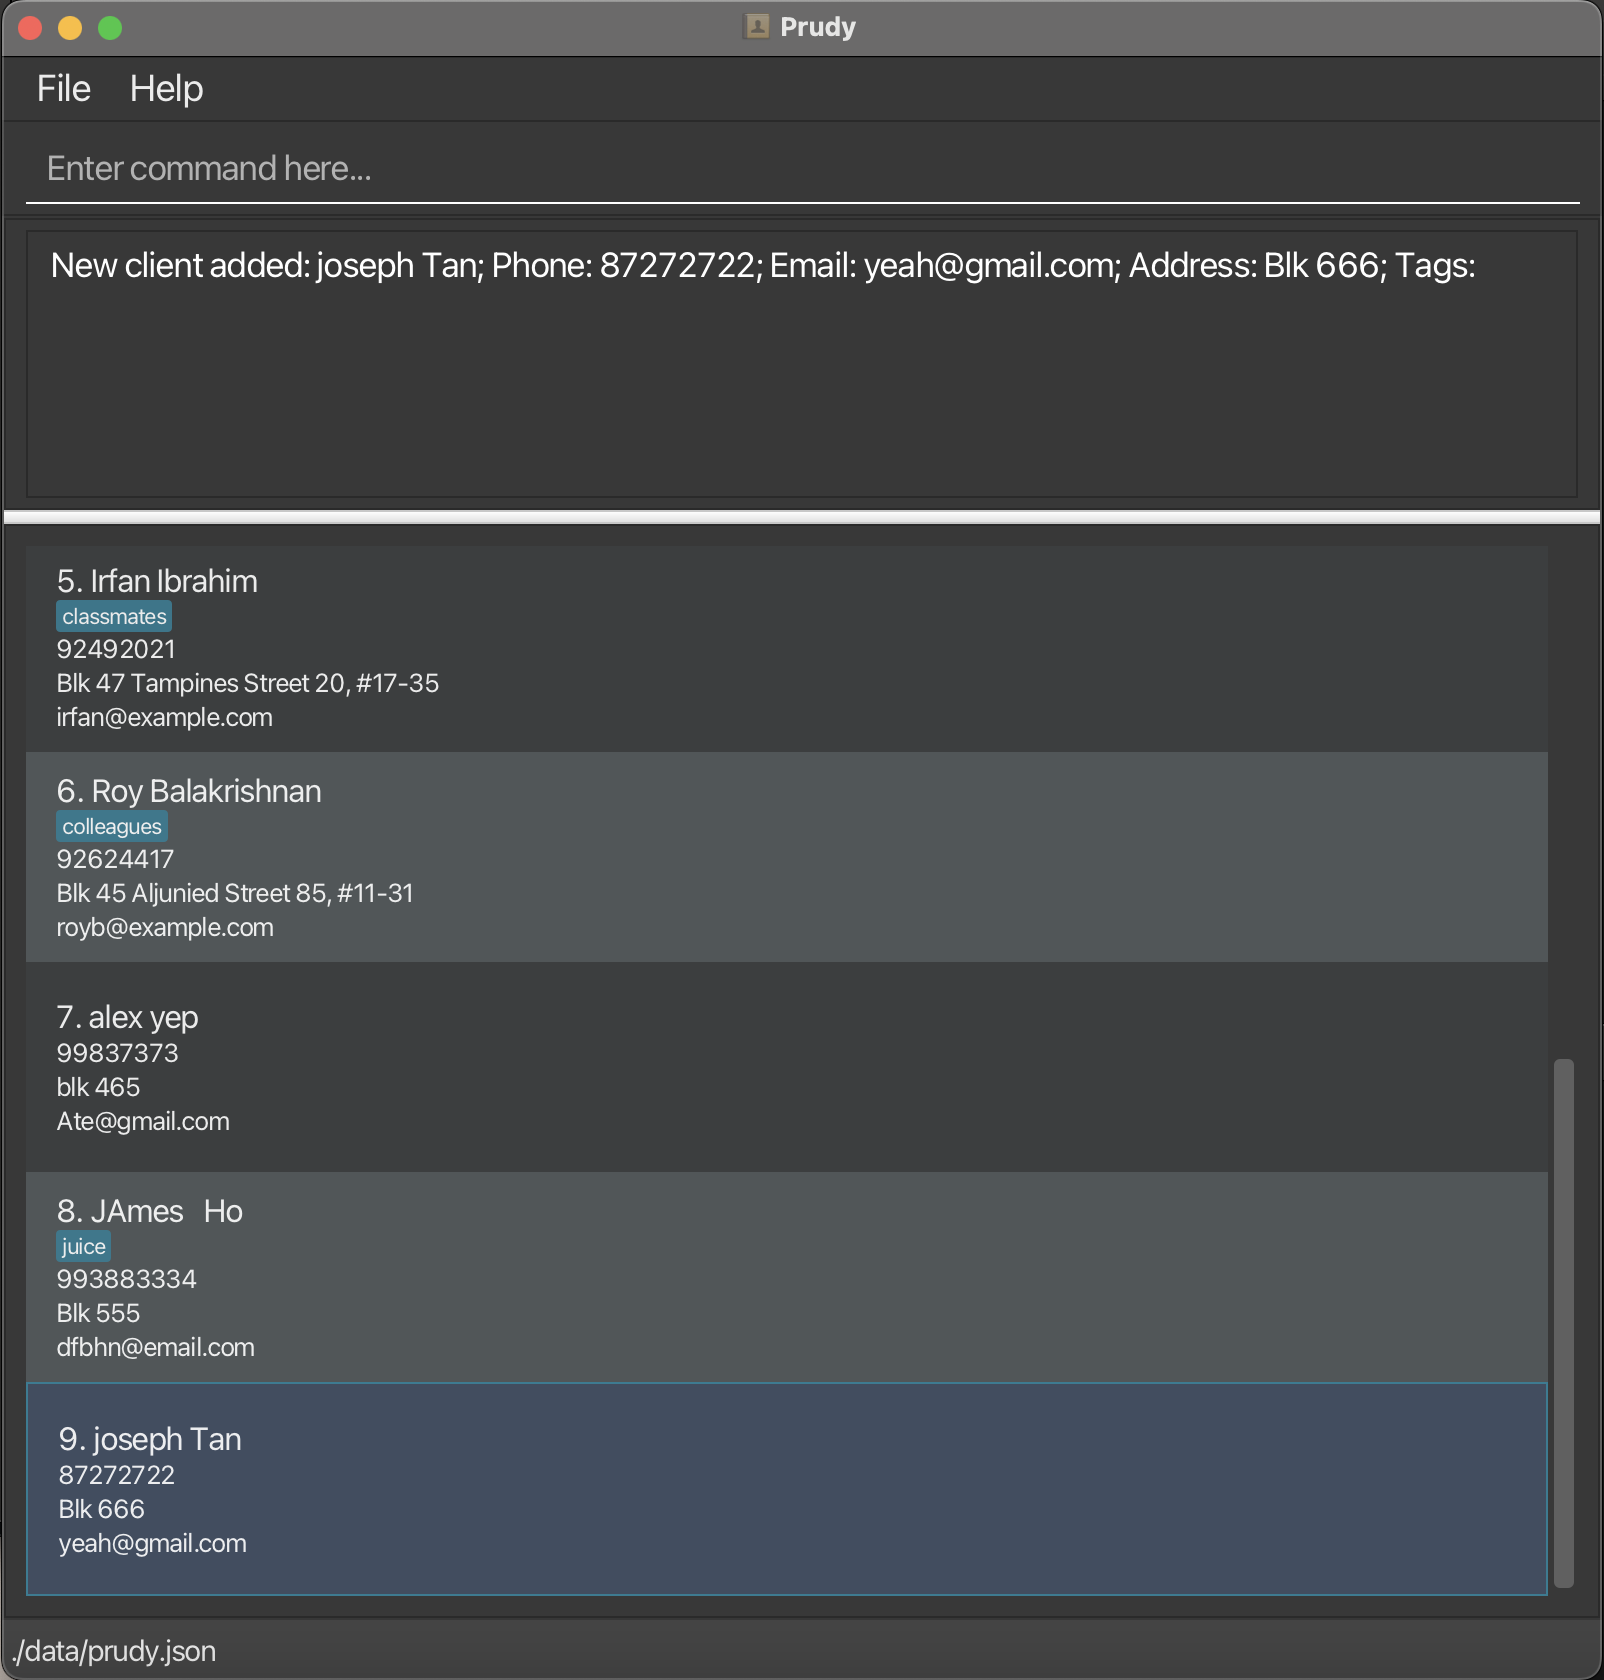 Prudy
File Help
Enter command here...
New client added: joseph Tan; Phone: 87272722; Email: yeah@gmail.com; Address: Blk 666; Tags:
5. Irfan Ibrahim
classmates
92492021
Blk 47 Tampines Street 20, #17-35
irfan@example.com
6. Roy Balakrishnan
colleagues
92624417
Blk 45 Aljunied Street 85, #11-31
royb@example.com
7. alex yep
99837373
blk 465
Ate@gmail.com
8. JAmes   Ho
juice
993883334
Blk 555
dfbhn@email.com
9. joseph Tan
87272722
Blk 666
yeah@gmail.com
./data/prudy.json